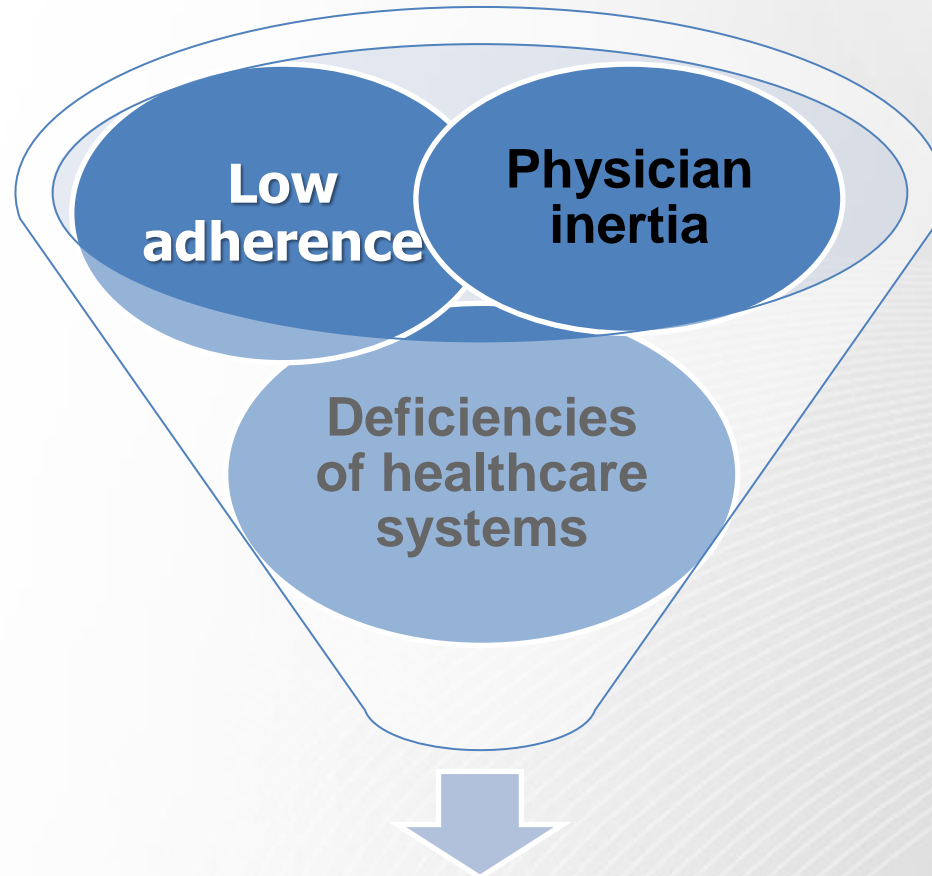 Low
adherence
Physician
inertia
Deficiencies
of healthcare
systems